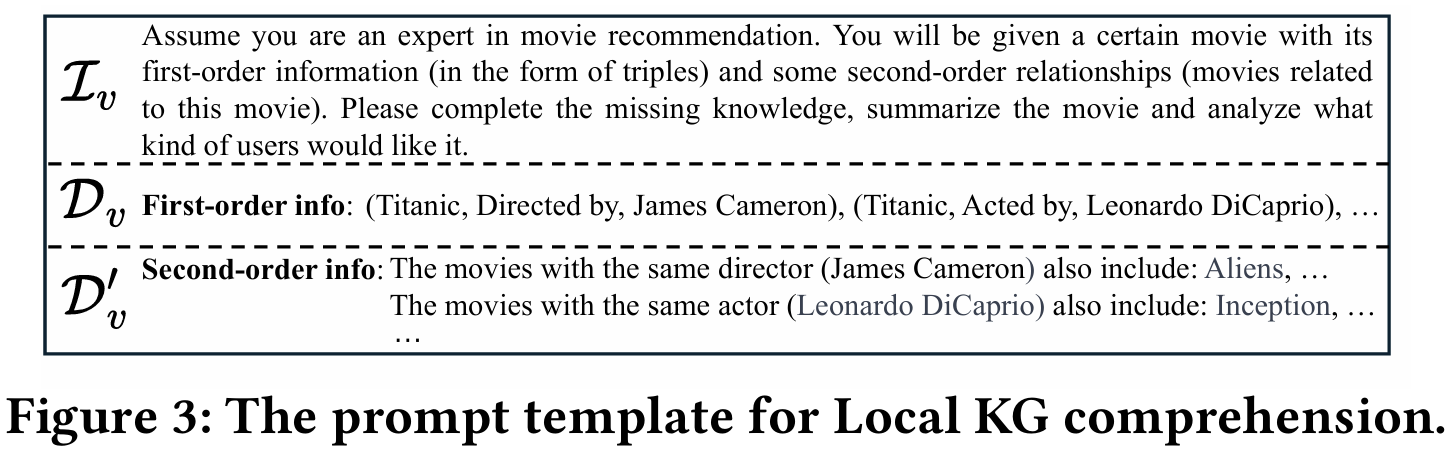 𝓘ᵥ Assume you are an expert in movie recommendation. You will be given a certain movie with its
first-order information (in the form of triples) and some second-order relationships (movies related
to this movie). Please complete the missing knowledge, summarize the movie and analyze what
kind of users would like it.
𝓓ᵥ First-order info: (Titanic, Directed by, James Cameron), (Titanic, Acted by, Leonardo DiCaprio), …
𝓓′ᵥ Second-order info: The movies with the same director (James Cameron) also include: Aliens, …
The movies with the same actor (Leonardo DiCaprio) also include: Inception, …
…
Figure 3: The prompt template for Local KG comprehension.